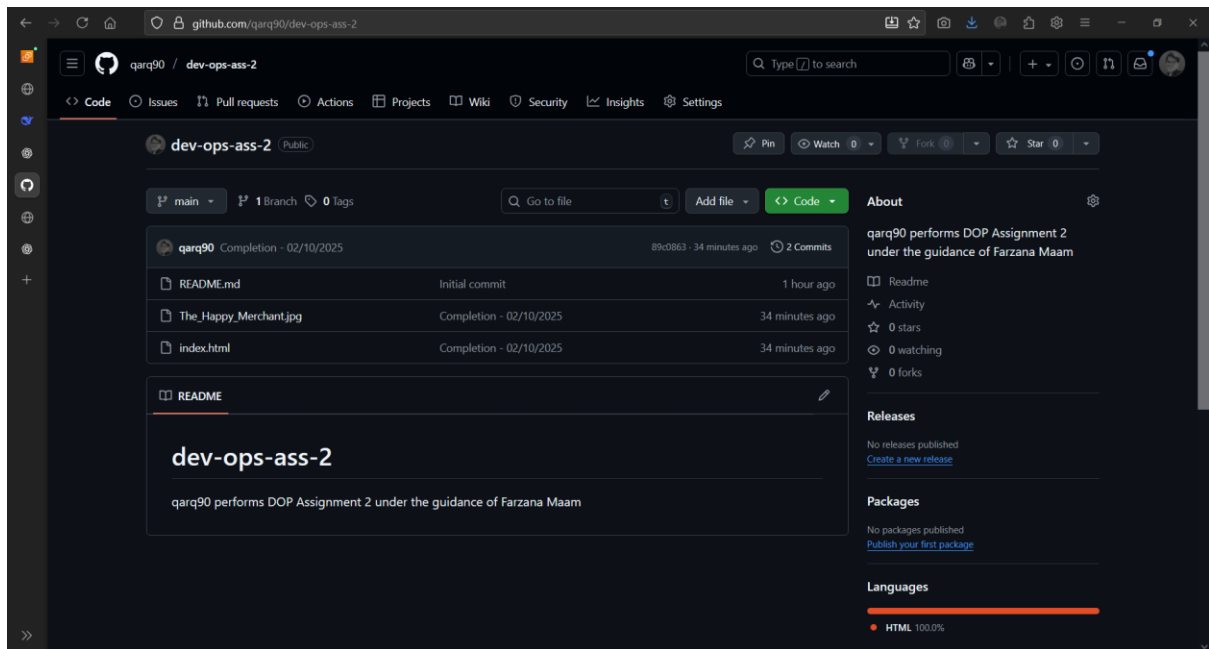 github.com/qarq90/dev-ops-ass-2
qarq90 / dev-ops-ass-2
Type / to search
Code Issues Pull requests Actions Projects Wiki Security Insights Settings
dev-ops-ass-2 Public
Pin Watch 0 Fork 0 Star 0
main 1 Branch 0 Tags Go to file t Add file Code
qarq90 Completion - 02/10/2025 89c0863 · 34 minutes ago 2 Commits
README.md Initial commit 1 hour ago
The_Happy_Merchant.jpg Completion - 02/10/2025 34 minutes ago
index.html Completion - 02/10/2025 34 minutes ago
README
dev-ops-ass-2
qarq90 performs DOP Assignment 2 under the guidance of Farzana Maam
About
qarq90 performs DOP Assignment 2
under the guidance of Farzana Maam
Readme
Activity
0 stars
0 watching
0 forks
Releases
No releases published
Create a new release
Packages
No packages published
Publish your first package
Languages
HTML 100.0%